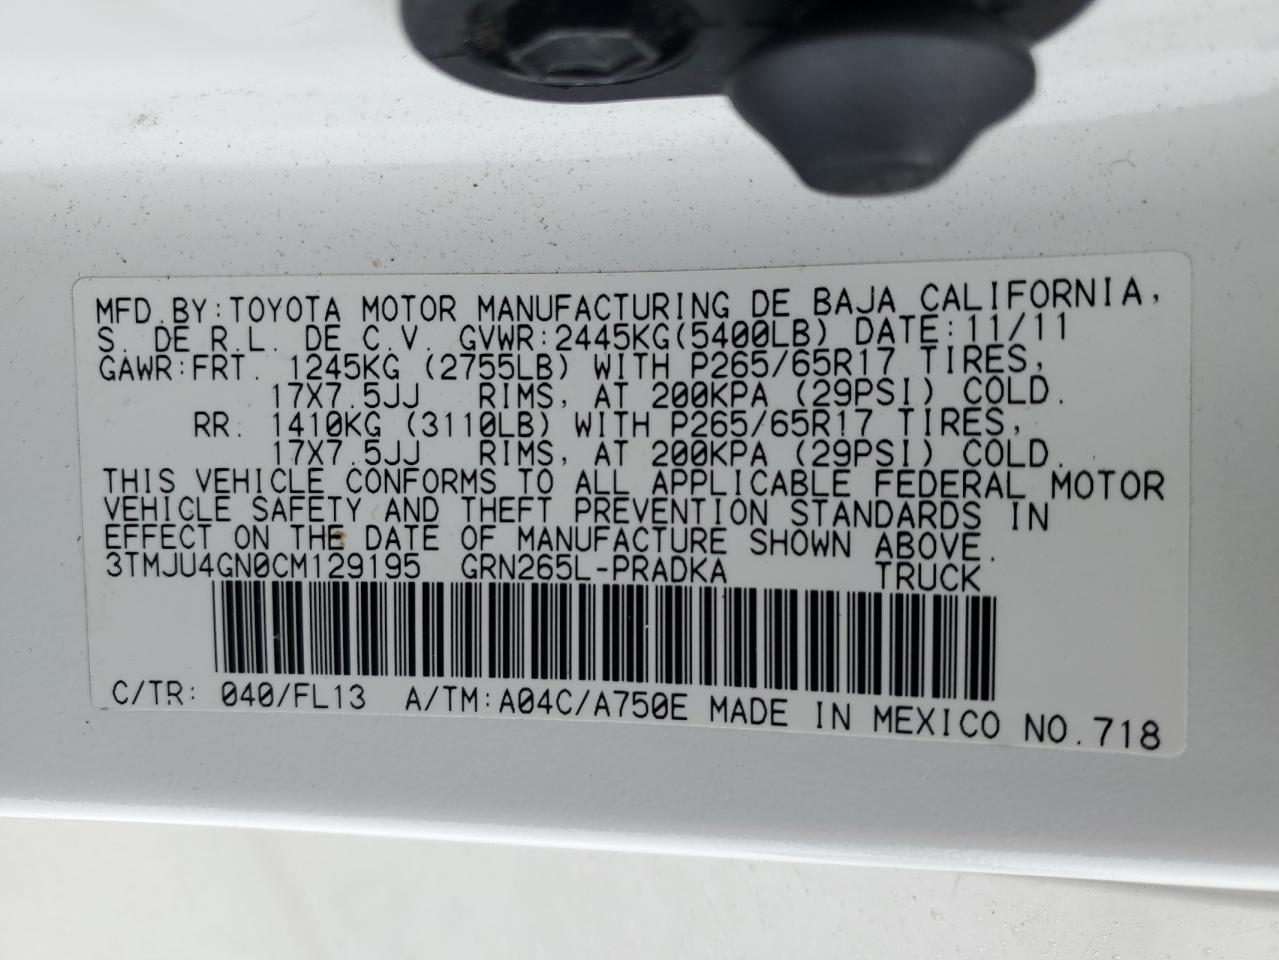 MFD.BY:TOYOTA MOTOR MANUFACTURING DE BAJA CALIFORNIA,
S. DE R.L. DE C.V. GVWR:2445KG(5400LB) DATE:11/11
GAWR:FRT. 1245KG (2755LB) WITH P265/65R17 TIRES,
17X7.5JJ RIMS, AT 200KPA (29PSI) COLD.
RR. 1410KG (3110LB) WITH P265/65R17 TIRES,
17X7.5JJ RIMS, AT 200KPA (29PSI) COLD.
THIS VEHICLE CONFORMS TO ALL APPLICABLE FEDERAL MOTOR
VEHICLE SAFETY AND THEFT PREVENTION STANDARDS IN
EFFECT ON THE DATE OF MANUFACTURE SHOWN ABOVE.
3TMJU4GN0CM129195 GRN265L-PRADKA TRUCK
C/TR: 040/FL13 A/TM:A04C/A750E MADE IN MEXICO NO.718